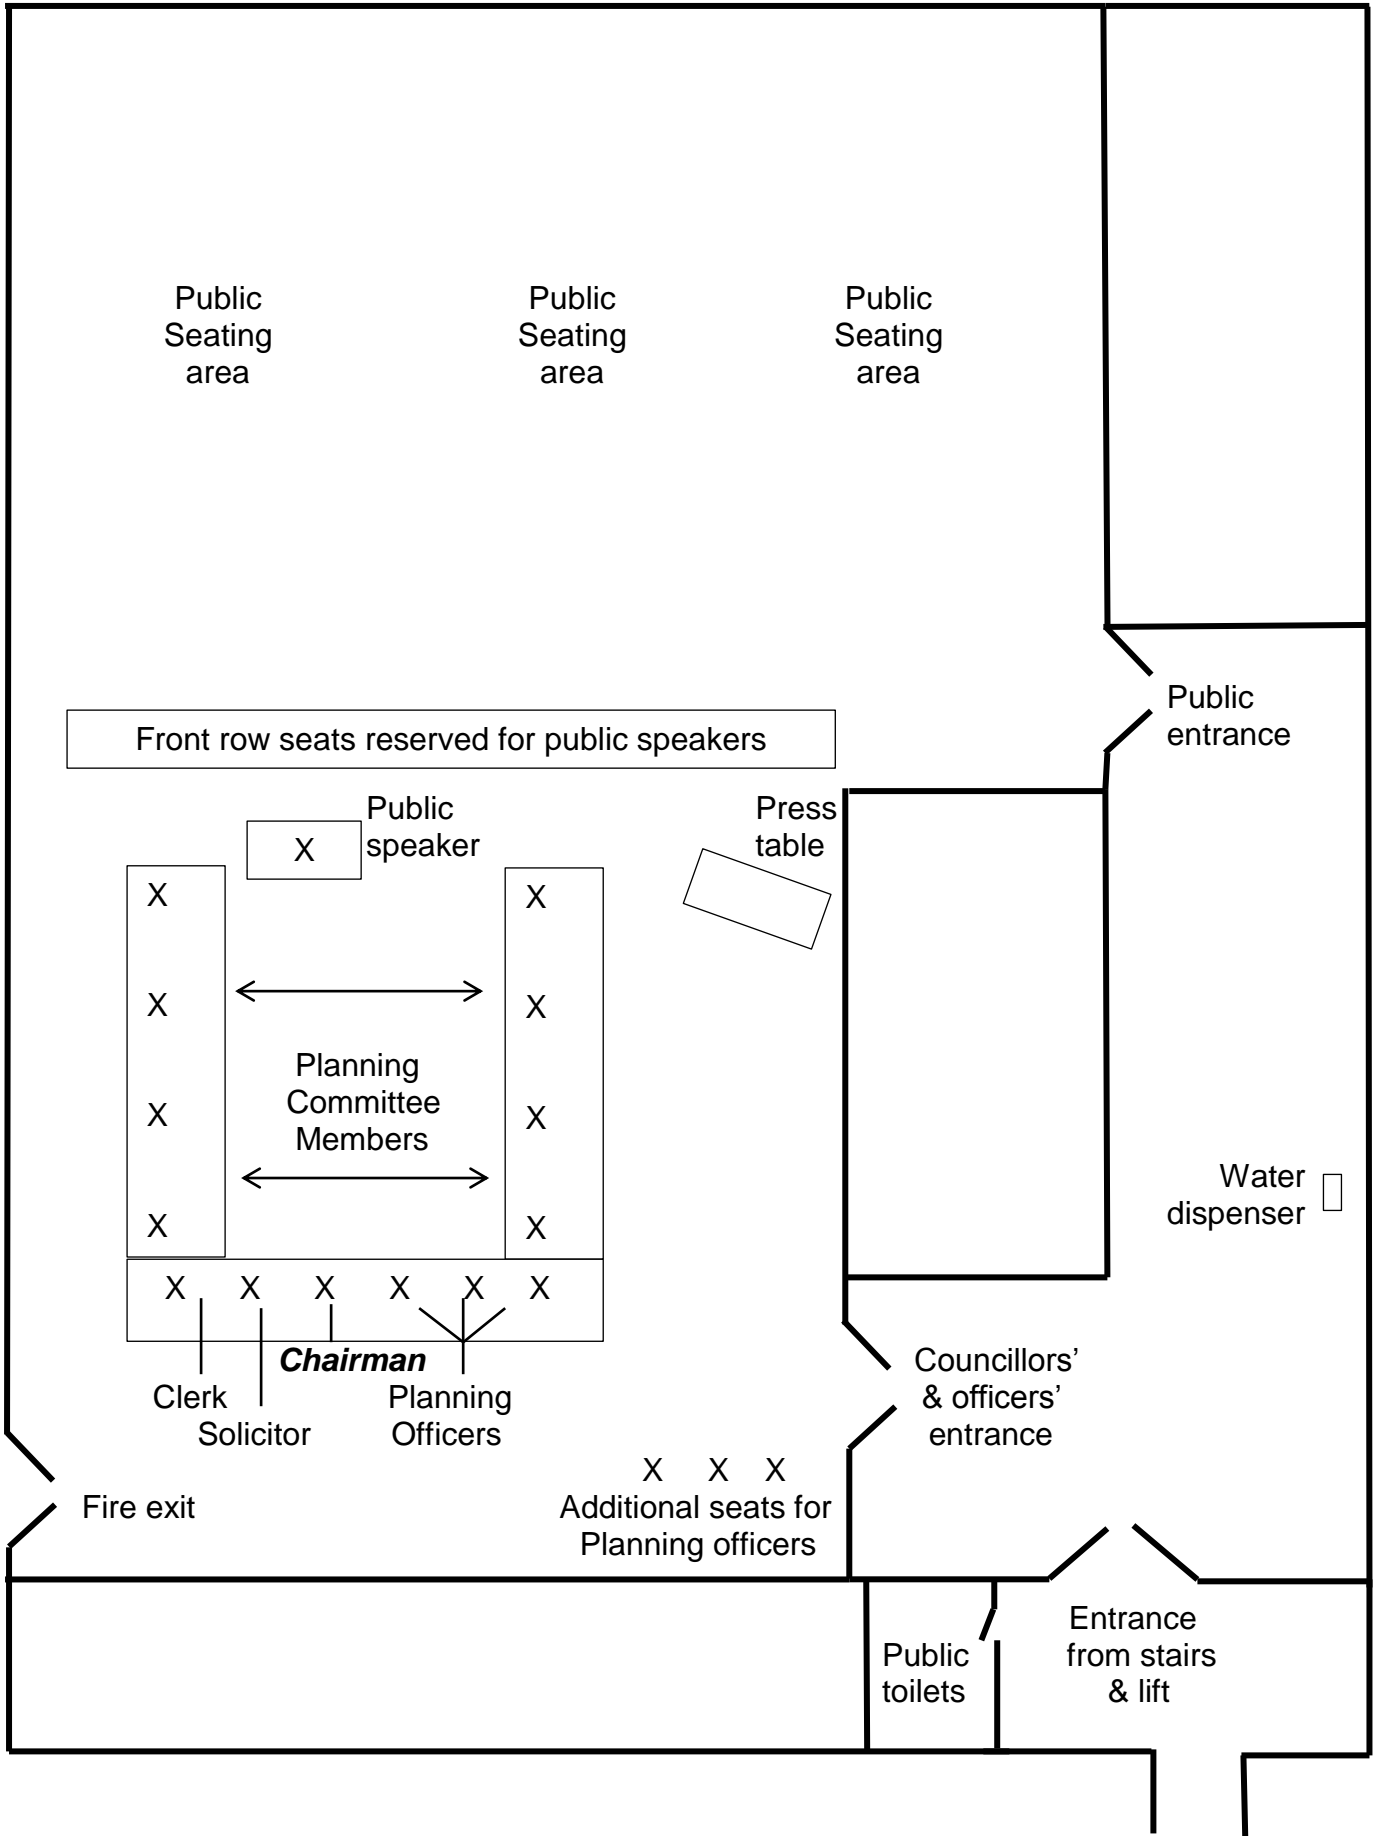 Public
Seating
area
Public
Seating
area
Public
Seating
area
Public
entrance
Front row seats reserved for public speakers
Public
speaker
X
Press
table
X
X
X
X
X
X
X
X
Planning
Committee
Members
Water
dispenser
X X X X X X
Chairman
Clerk
Solicitor
Planning
Officers
Councillors’
& officers’
entrance
X X X
Additional seats for
Planning officers
Fire exit
Public
toilets
Entrance
from stairs
& lift